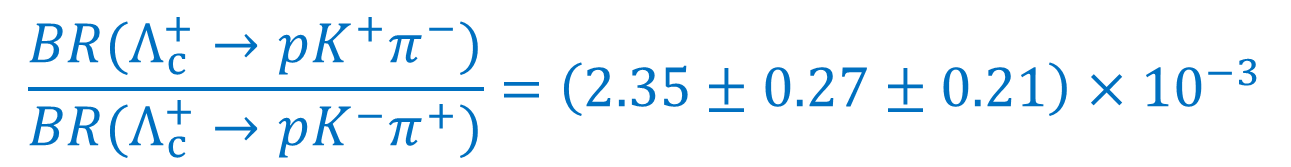 BR(Λc+ → pK+π−)
BR(Λc+ → pK−π+) = (2.35 ± 0.27 ± 0.21) × 10−3